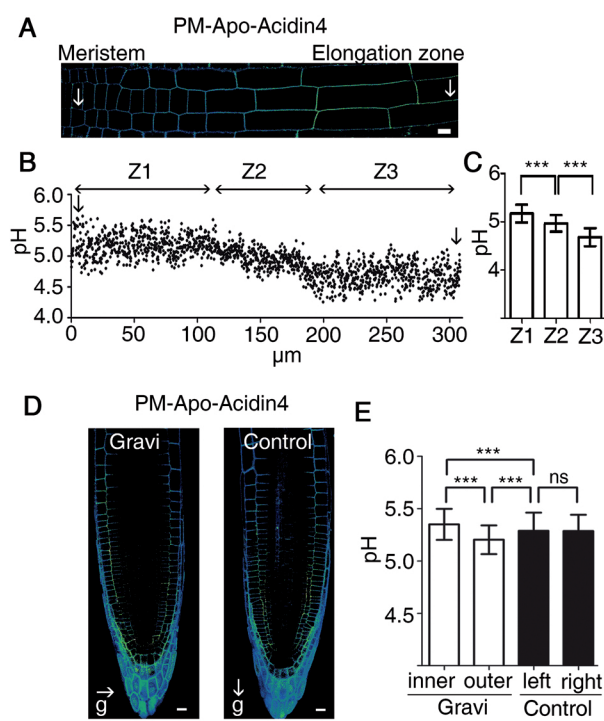 A
PM-Apo-Acidin4
Meristem
Elongation zone
B
Z1
Z2
Z3
6.0
5.5
5.0
4.5
4.0
pH
0
50
100
150
200
250
300
µm
C
***
***
6
5
4
pH
Z1
Z2
Z3
D
PM-Apo-Acidin4
Gravi
Control
g
g
E
***
***
***
ns
6.0
5.5
5.0
4.5
pH
inner
outer
left
right
Gravi
Control